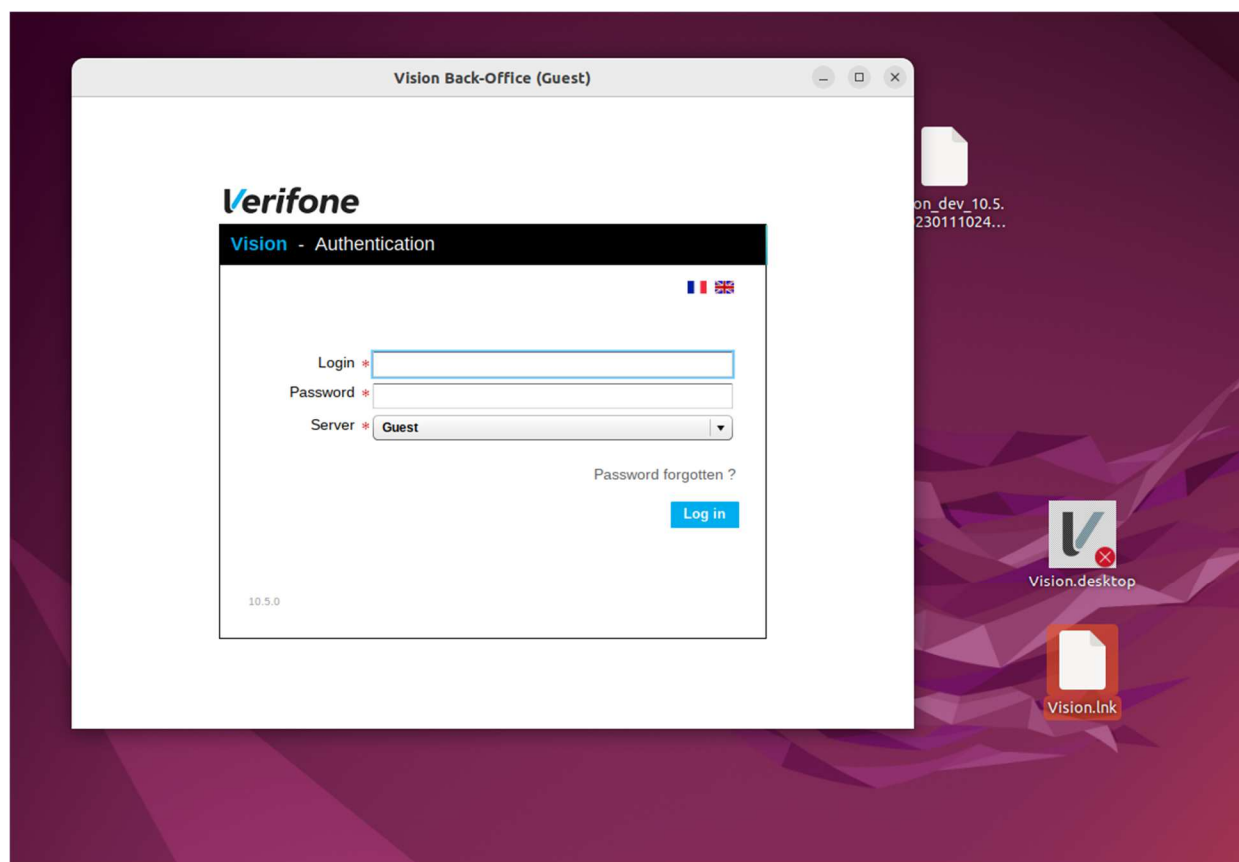 Vision Back-Office (Guest)
Verifone
Vision - Authentication
Login *
Password *
Server * Guest
Password forgotten ?
Log in
10.5.0
on_dev_10.5.
230111024...
Vision.desktop
Vision.lnk